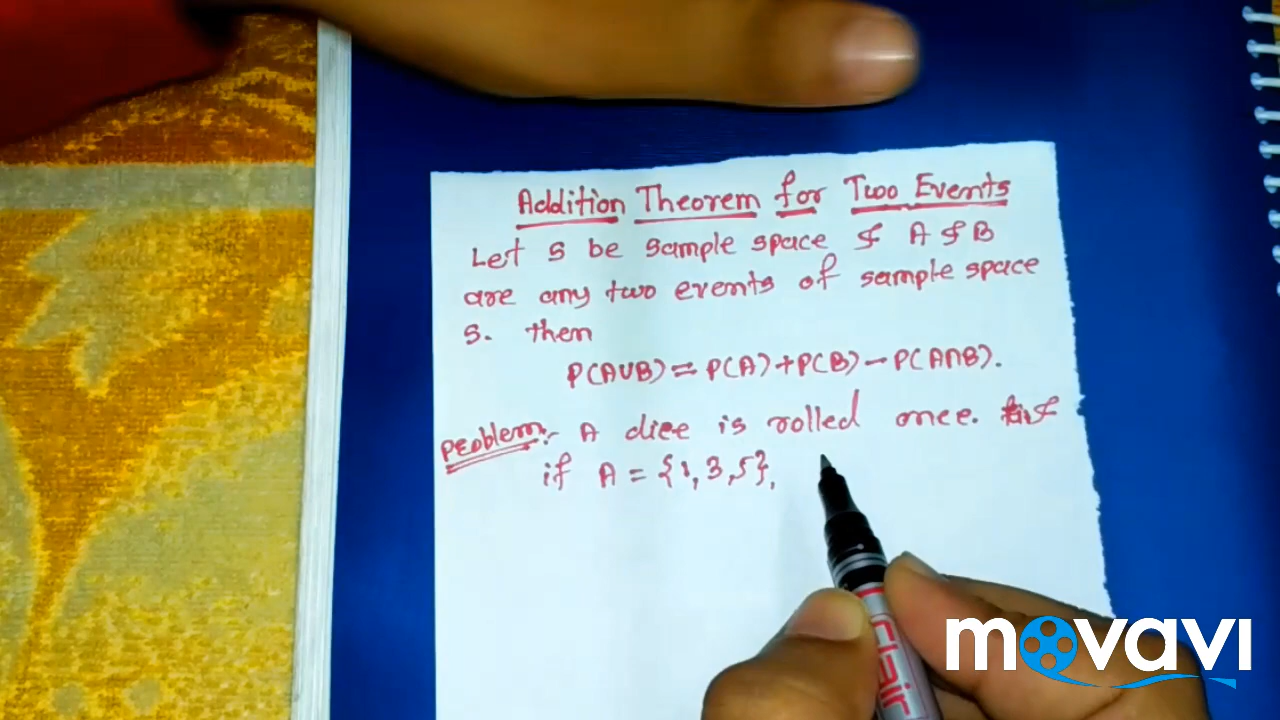 Addition Theorem for Two Events
Let S be sample space & A & B
are any two events of sample space
S. then
P(AUB) = P(A) + P(B) - P(A∩B).
Problem:- A dice is rolled once.
if A = {1, 3, 5},
Flair
movavi